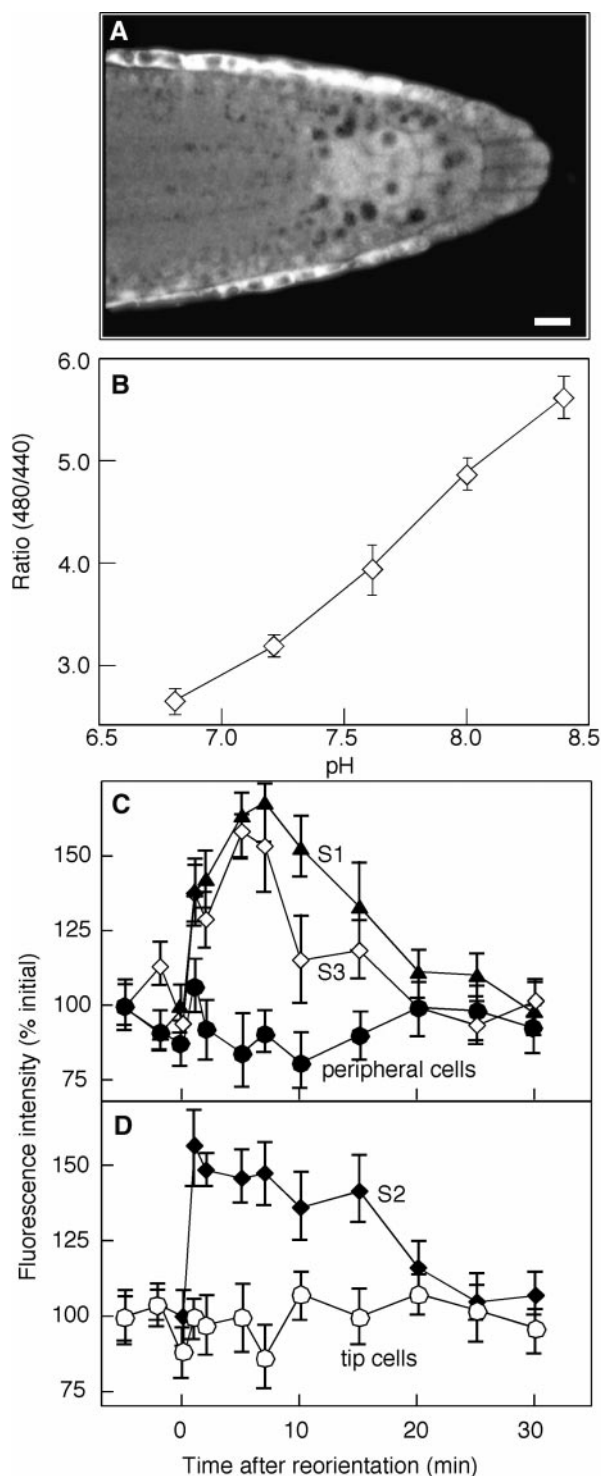 A
B
6.0
5.0
4.0
3.0
Ratio (480/440)
6.5 7.0 7.5 8.0 8.5
pH
C
150
125
100
75
S1
S3
peripheral cells
Fluorescence intensity (% initial)
D
150
125
100
75
S2
tip cells
0 10 20 30
Time after reorientation (min)